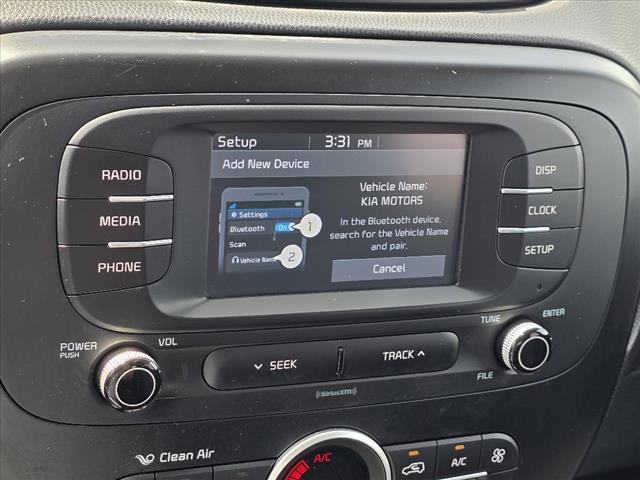 Setup 3:31 PM
Add New Device
Vehicle Name:
KIA MOTORS
In the Bluetooth device,
search for the Vehicle Name
and pair.
Cancel
Settings
Bluetooth On 1
Scan
Vehicle Name 2
RADIO
MEDIA
PHONE
DISP
CLOCK
SETUP
POWER
PUSH
VOL
SEEK
TRACK
TUNE
ENTER
FILE
((SiriusXM))
Clean Air
A/C
A/C